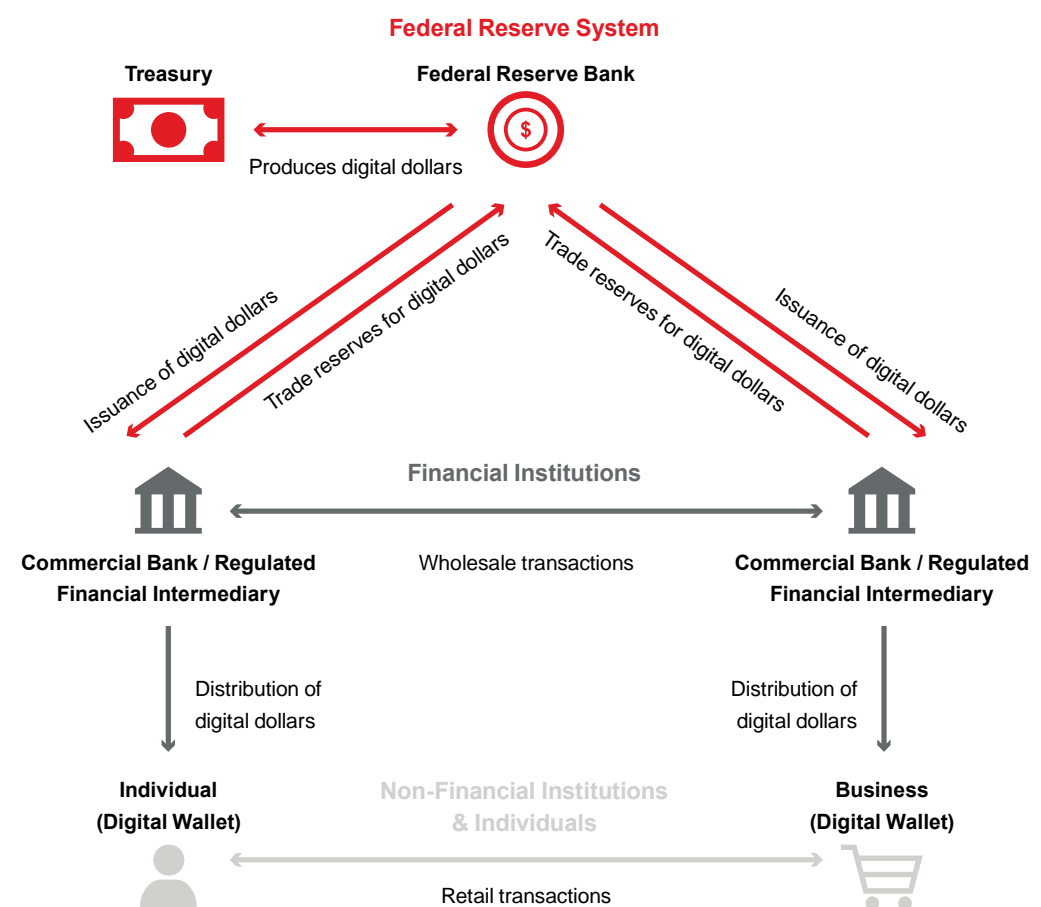 Federal Reserve System
Treasury
Federal Reserve Bank
$
Produces digital dollars
Issuance of digital dollars
Trade reserves for digital dollars
Trade reserves for digital dollars
Issuance of digital dollars
Financial Institutions
Wholesale transactions
Commercial Bank / Regulated
Financial Intermediary
Commercial Bank / Regulated
Financial Intermediary
Distribution of
digital dollars
Distribution of
digital dollars
Individual
(Digital Wallet)
Non-Financial Institutions
& Individuals
Business
(Digital Wallet)
Retail transactions